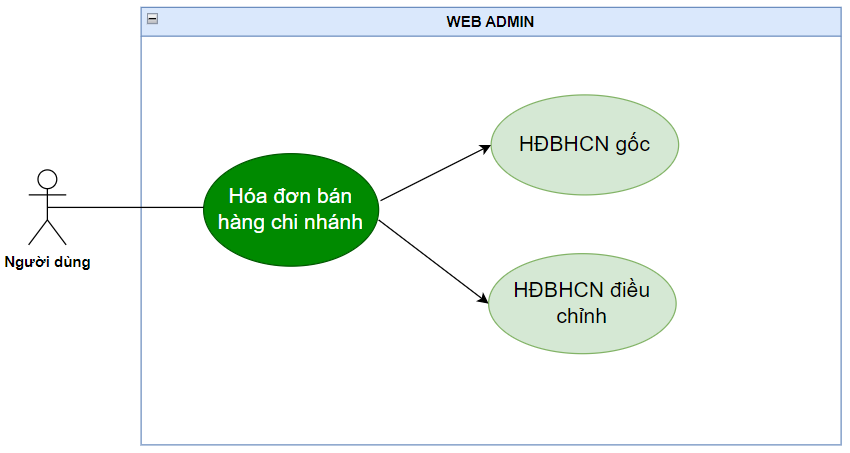 WEB ADMIN
HĐBHCN gốc
Hóa đơn bán
hàng chi nhánh
Người dùng
HĐBHCN điều
chỉnh